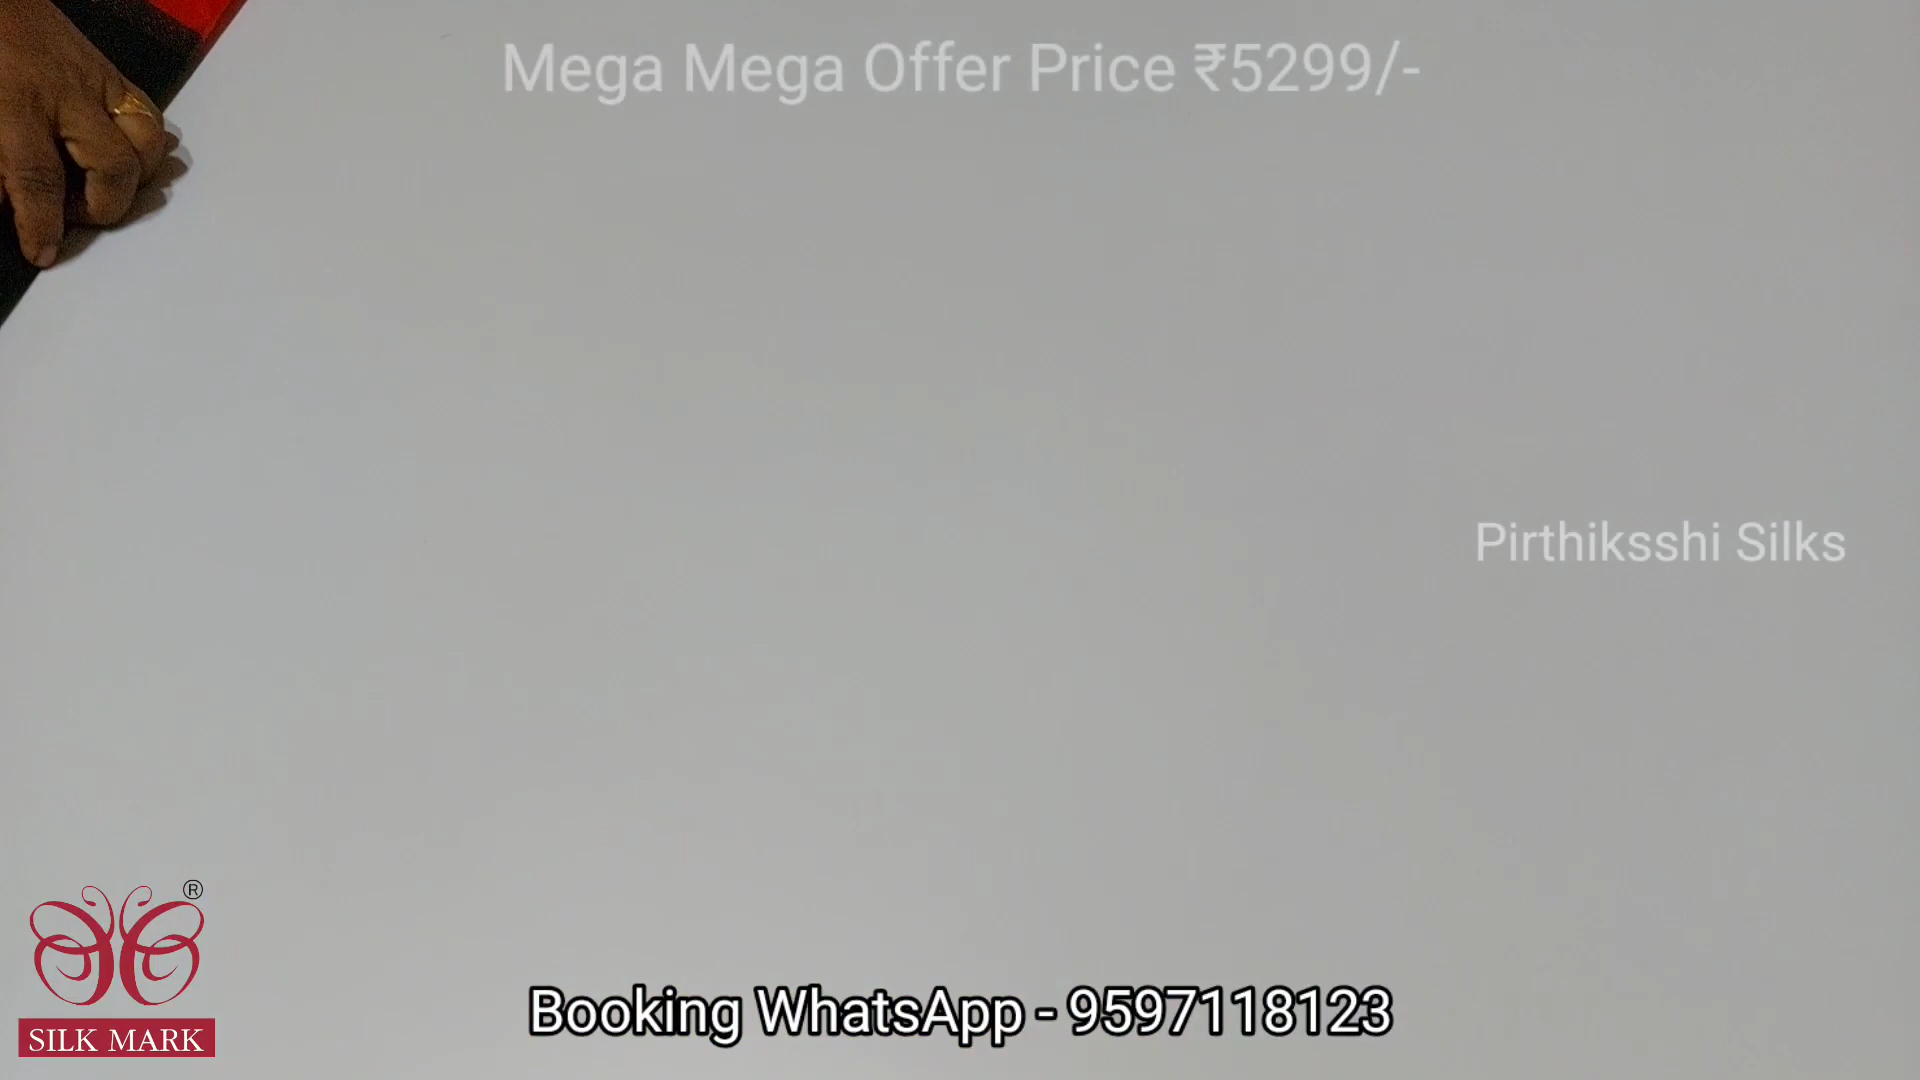 Mega Mega Offer Price ₹5299/-
Pirthiksshi Silks
®
SILK MARK
Booking WhatsApp - 9597118123